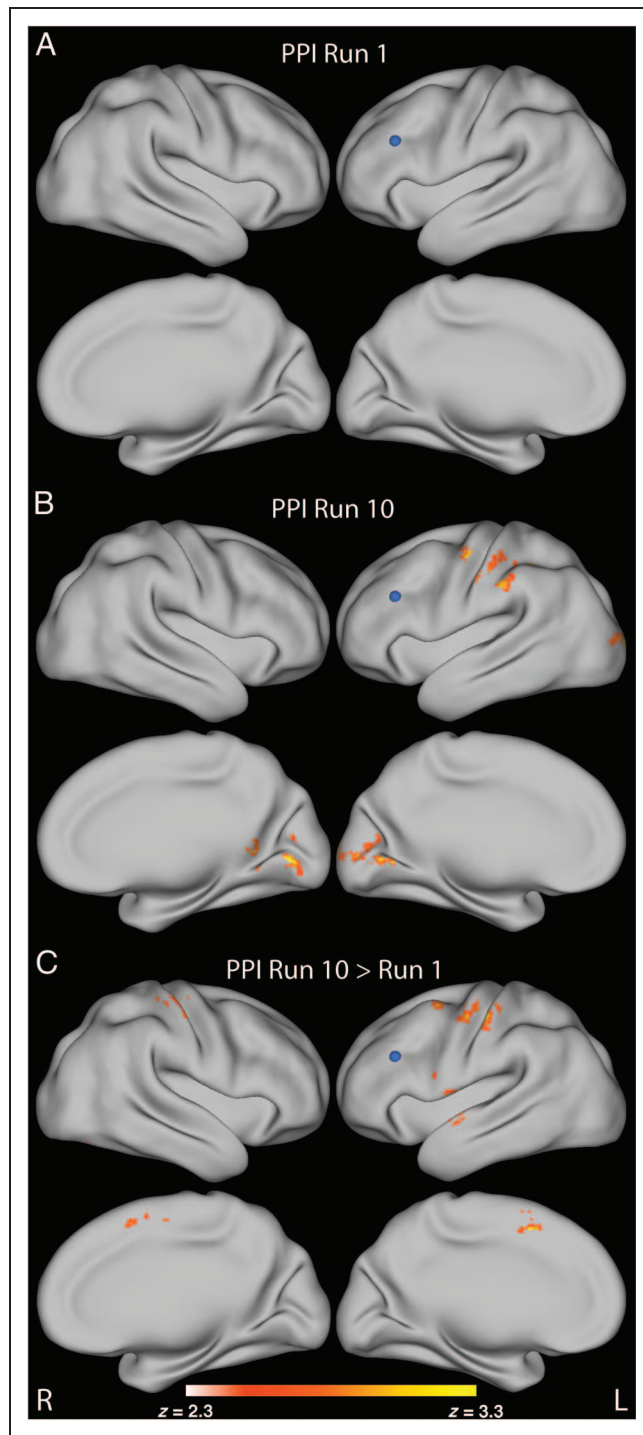 A
PPI Run 1
B
PPI Run 10
C
PPI Run 10 > Run 1
R
L
z = 2.3
z = 3.3